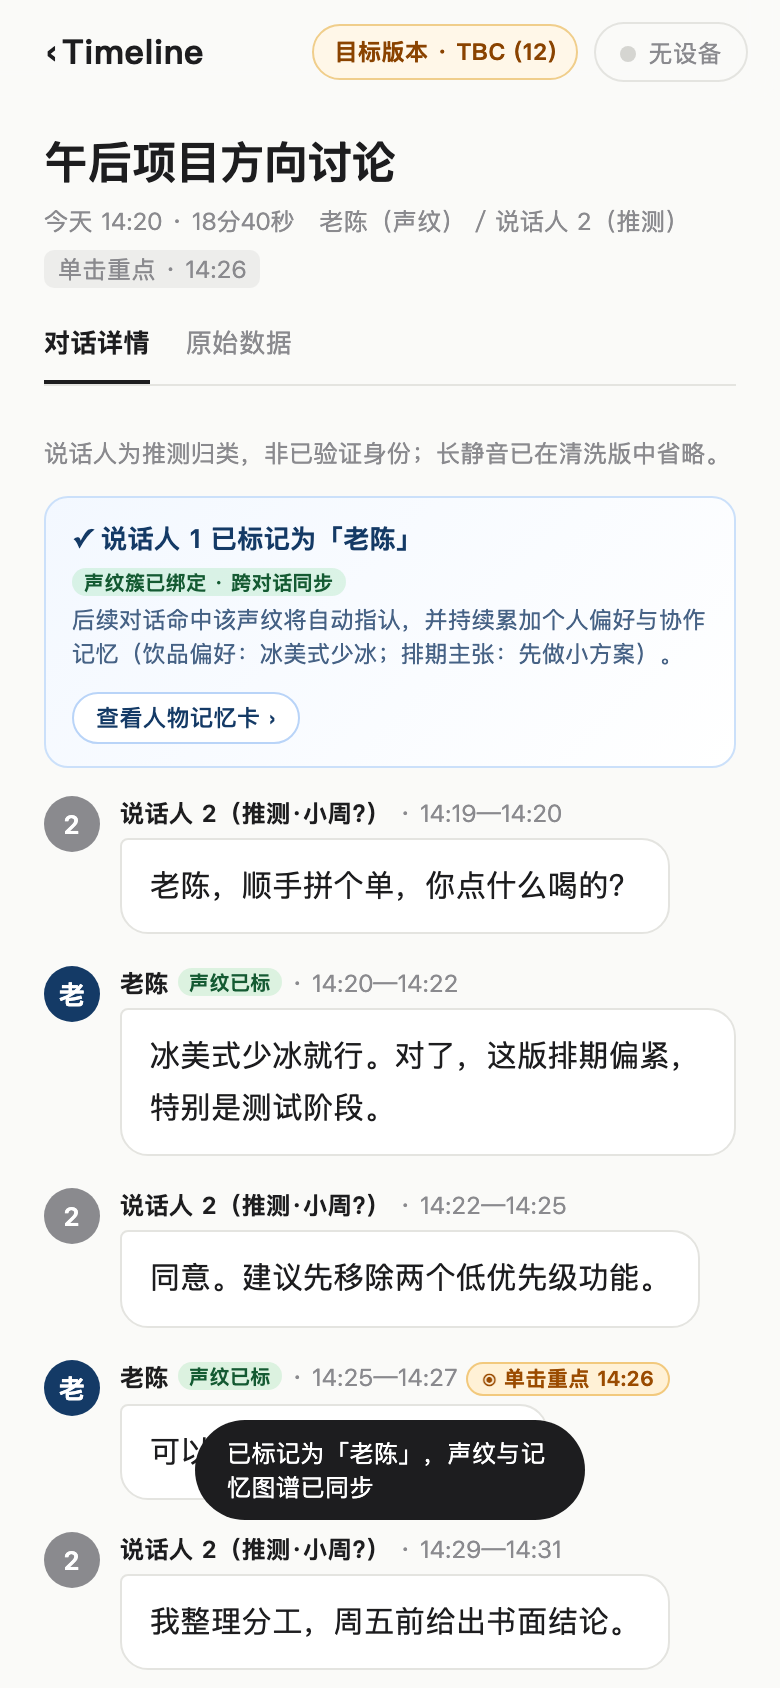 ‹ Timeline
目标版本 · TBC (12)
无设备
午后项目方向讨论
今天 14:20 · 18分40秒 老陈（声纹） / 说话人 2（推测）
单击重点 · 14:26
对话详情 原始数据
说话人为推测归类，非已验证身份；长静音已在清洗版中省略。
✓ 说话人 1 已标记为「老陈」
声纹簇已绑定 · 跨对话同步
后续对话命中该声纹将自动指认，并持续累加个人偏好与协作
记忆（饮品偏好：冰美式少冰；排期主张：先做小方案）。
查看人物记忆卡 ›
2
说话人 2（推测·小周?） · 14:19—14:20
老陈，顺手拼个单，你点什么喝的?
老
老陈 声纹已标 · 14:20—14:22
冰美式少冰就行。对了，这版排期偏紧，
特别是测试阶段。
2
说话人 2（推测·小周?） · 14:22—14:25
同意。建议先移除两个低优先级功能。
老
老陈 声纹已标 · 14:25—14:27 ◉ 单击重点 14:26
可以
已标记为「老陈」，声纹与记
忆图谱已同步
2
说话人 2（推测·小周?） · 14:29—14:31
我整理分工，周五前给出书面结论。